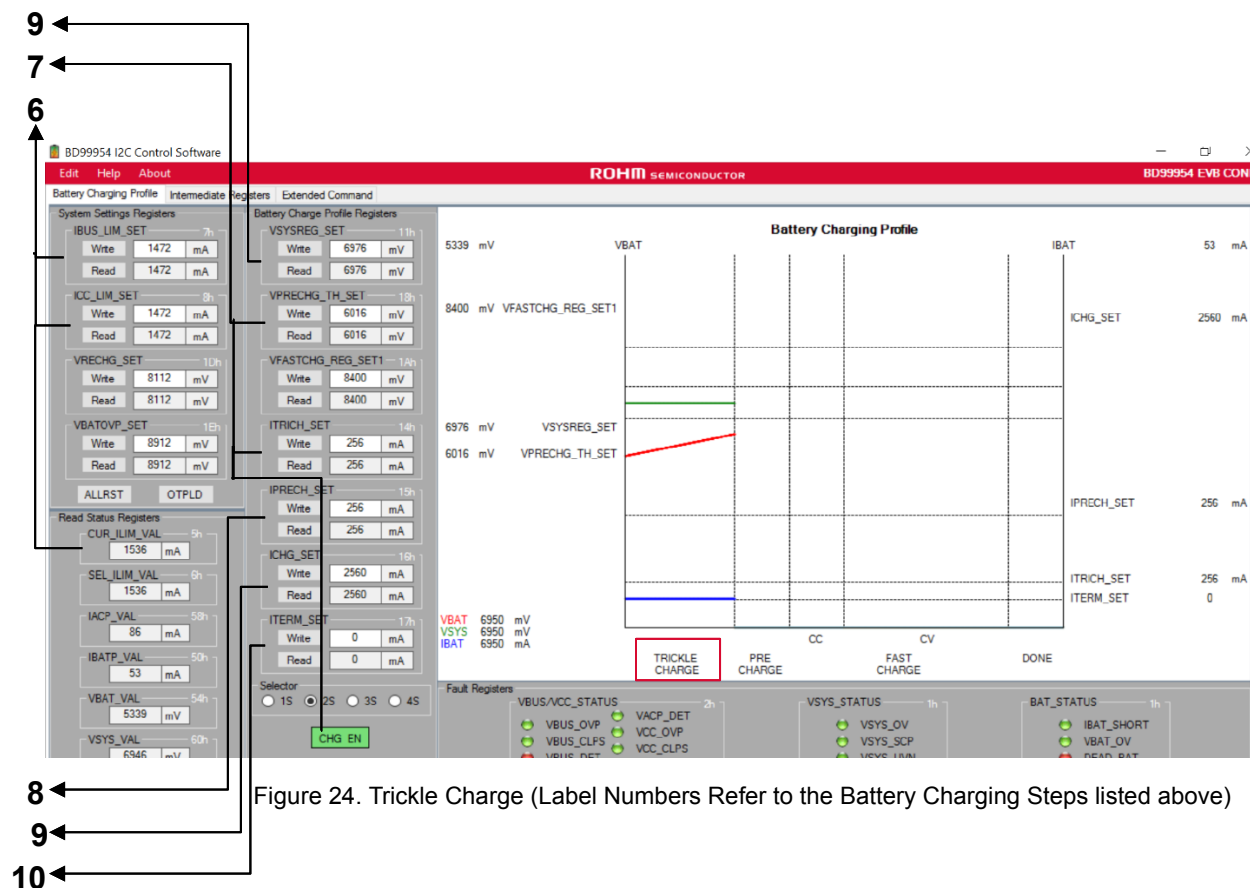 9
7
6
BD99954 I2C Control Software
Edit Help About
ROHM SEMICONDUCTOR
BD99954 EVB CON
Battery Charging Profile Intermediate Registers Extended Command
System Settings Registers
IBUS_LIM_SET 7h
Write 1472 mA
Read 1472 mA
ICC_LIM_SET 8h
Write 1472 mA
Read 1472 mA
VRECHG_SET 1Dh
Write 8112 mV
Read 8112 mV
VBATOVP_SET 1Eh
Write 8912 mV
Read 8912 mV
ALLRST OTPLD
Read Status Registers
CUR_ILIM_VAL 5h
1536 mA
SEL_ILIM_VAL 6h
1536 mA
IACP_VAL 58h
86 mA
IBATP_VAL 50h
53 mA
VBAT_VAL 54h
5339 mV
VSYS_VAL 60h
6946 mV
Battery Charge Profile Registers
VSYSREG_SET 11h
Write 6976 mV
Read 6976 mV
VPRECHG_TH_SET 18h
Write 6016 mV
Read 6016 mV
VFASTCHG_REG_SET1 1Ah
Write 8400 mV
Read 8400 mV
ITRICH_SET 14h
Write 256 mA
Read 256 mA
IPRECH_SET 15h
Write 256 mA
Read 256 mA
ICHG_SET 16h
Write 2560 mA
Read 2560 mA
ITERM_SET 17h
Write 0 mA
Read 0 mA
Selector
1S 2S 3S 4S
CHG EN
Battery Charging Profile
5339 mV VBAT IBAT 53 mA
8400 mV VFASTCHG_REG_SET1
ICHG_SET 2560 mA
6976 mV VSYSREG_SET
6016 mV VPRECHG_TH_SET
IPRECH_SET 256 mA
ITRICH_SET 256 mA
ITERM_SET 0
VBAT 6950 mV
VSYS 6950 mV
IBAT 6950 mA
CC CV
TRICKLE CHARGE
PRE CHARGE
FAST CHARGE
DONE
Fault Registers
VBUS/VCC_STATUS 2h
VBUS_OVP
VBUS_CLPS
VBUS_DET
VACP_DET
VCC_OVP
VCC_CLPS
VSYS_STATUS 1h
VSYS_OV
VSYS_SCP
VSYS_UVN
BAT_STATUS 1h
IBAT_SHORT
VBAT_OV
DEAD_BAT
8
9
10
Figure 24. Trickle Charge (Label Numbers Refer to the Battery Charging Steps listed above)